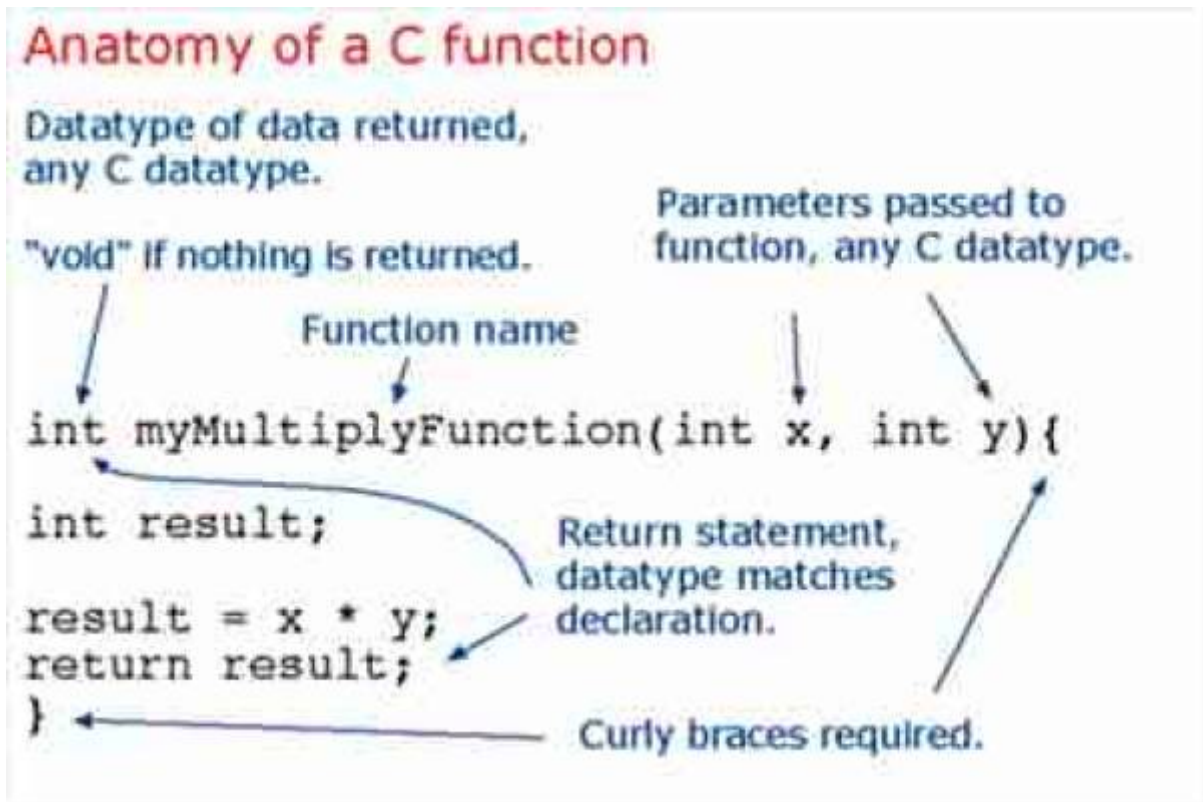 Anatomy of a C function
Datatype of data returned,
any C datatype.
"void" if nothing is returned.
Parameters passed to
function, any C datatype.
Function name
int myMultiplyFunction(int x, int y){
int result;
Return statement,
datatype matches
declaration.
result = x * y;
return result;
}
Curly braces required.